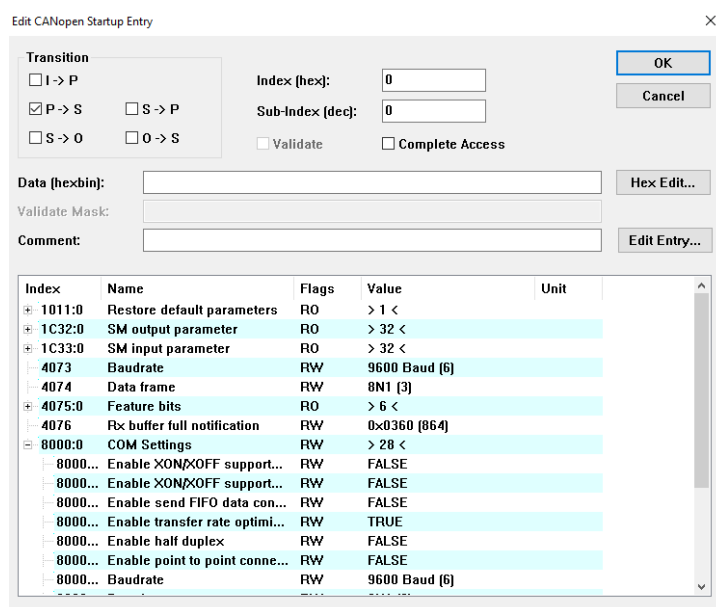 Edit CANopen Startup Entry
Transition
I -> P
P -> S
S -> P
S -> O
O -> S
Index (hex):
0
Sub-Index (dec):
0
Validate
Complete Access
OK
Cancel
Data (hexbin):
Hex Edit...
Validate Mask:
Comment:
Edit Entry...
Index Name Flags Value Unit
1011:0 Restore default parameters RO > 1 <
1C32:0 SM output parameter RO > 32 <
1C33:0 SM input parameter RO > 32 <
4073 Baudrate RW 9600 Baud (6)
4074 Data frame RW 8N1 (3)
4075:0 Feature bits RO > 6 <
4076 Rx buffer full notification RW 0x0360 (864)
8000:0 COM Settings RW > 28 <
8000... Enable XON/XOFF support... RW FALSE
8000... Enable XON/XOFF support... RW FALSE
8000... Enable send FIFO data con... RW FALSE
8000... Enable transfer rate optimi... RW TRUE
8000... Enable half duplex RW FALSE
8000... Enable point to point conne... RW FALSE
8000... Baudrate RW 9600 Baud (6)